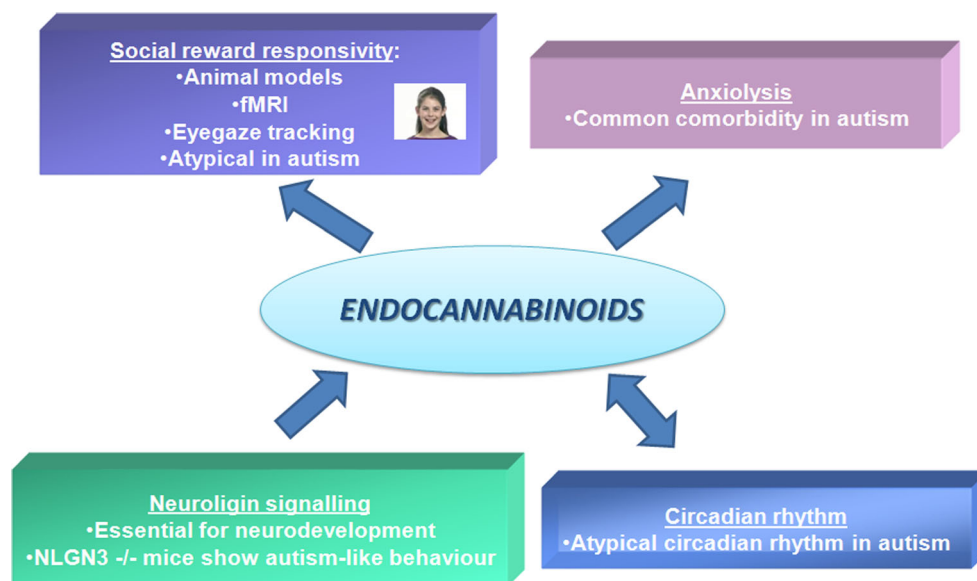 Social reward responsivity:
•Animal models
•fMRI
•Eyegaze tracking
•Atypical in autism
Anxiolysis
•Common comorbidity in autism
ENDOCANNABINOIDS
Neuroligin signalling
•Essential for neurodevelopment
•NLGN3 -/- mice show autism-like behaviour
Circadian rhythm
•Atypical circadian rhythm in autism